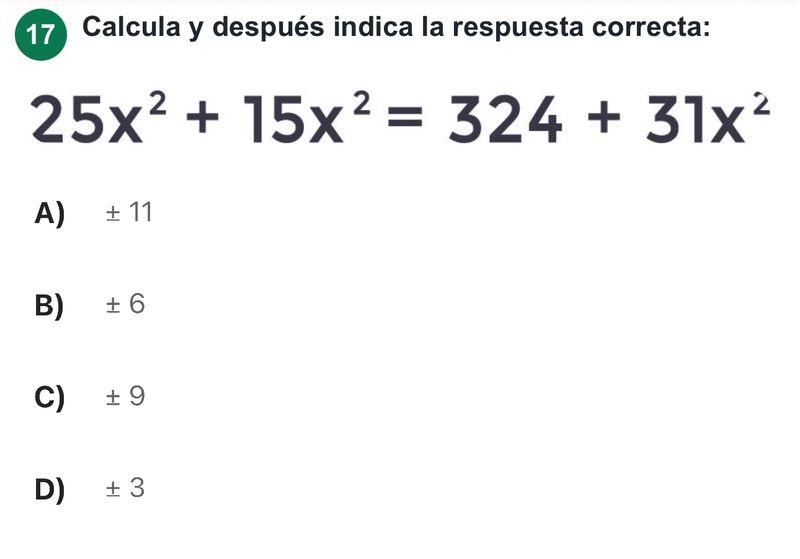 17 Calcula y después indica la respuesta correcta:
25x² + 15x² = 324 + 31x²
A) ± 11
B) ± 6
C) ± 9
D) ± 3